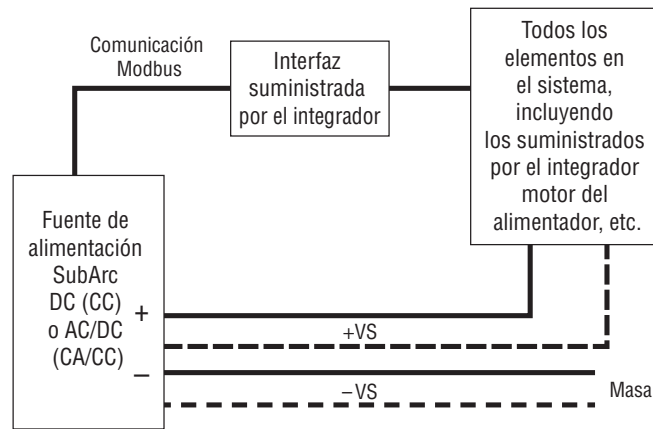 Comunicación
Modbus
Interfaz
suministrada
por el integrador
Todos los
elementos en
el sistema,
incluyendo
los suministrados
por el integrador
motor del
alimentador, etc.
Fuente de
alimentación
SubArc
DC (CC)
o AC/DC
(CA/CC)
+
−
+VS
−VS
Masa